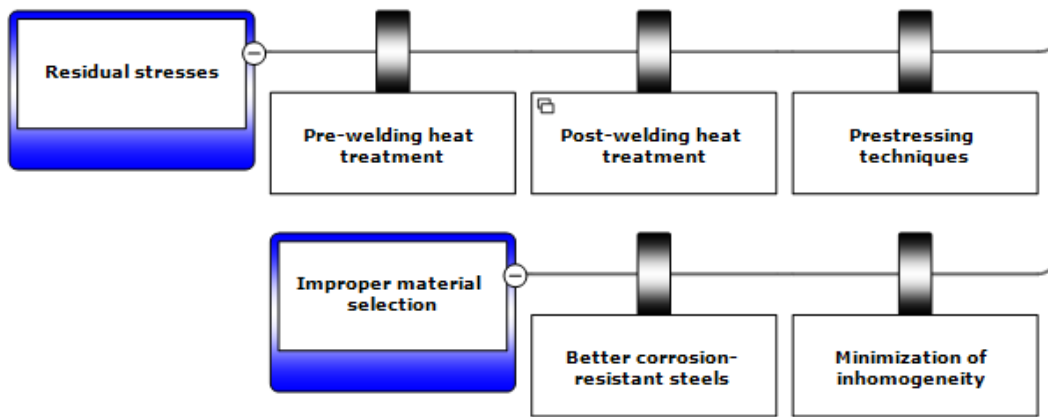 Residual stresses
Pre-welding heat
treatment
Post-welding heat
treatment
Prestressing
techniques
Improper material
selection
Better corrosion-
resistant steels
Minimization of
inhomogeneity